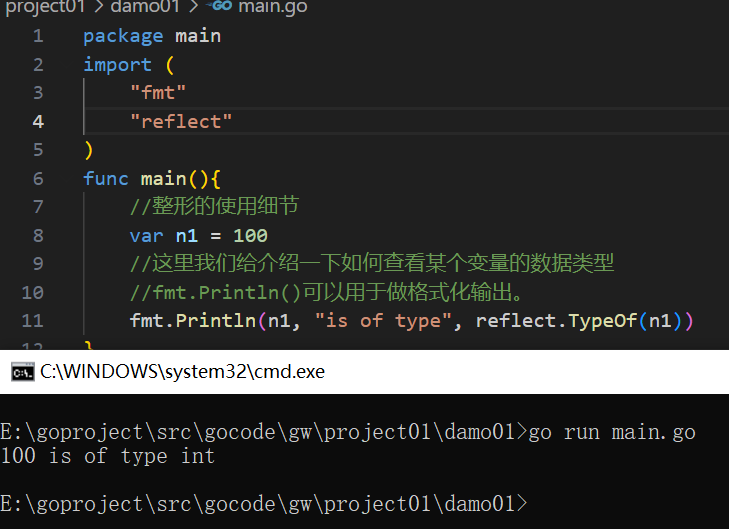 project01 > damo01 > GO main.go
1 package main
2 import (
3 "fmt"
4 "reflect"
5 )
6 func main(){
7 //整形的使用细节
8 var n1 = 100
9 //这里我们给介绍一下如何查看某个变量的数据类型
10 //fmt.Println()可以用于做格式化输出。
11 fmt.Println(n1, "is of type", reflect.TypeOf(n1))
12 }
C:\WINDOWS\system32\cmd.exe
E:\goproject\src\gocode\gw\project01\damo01>go run main.go
100 is of type int
E:\goproject\src\gocode\gw\project01\damo01>